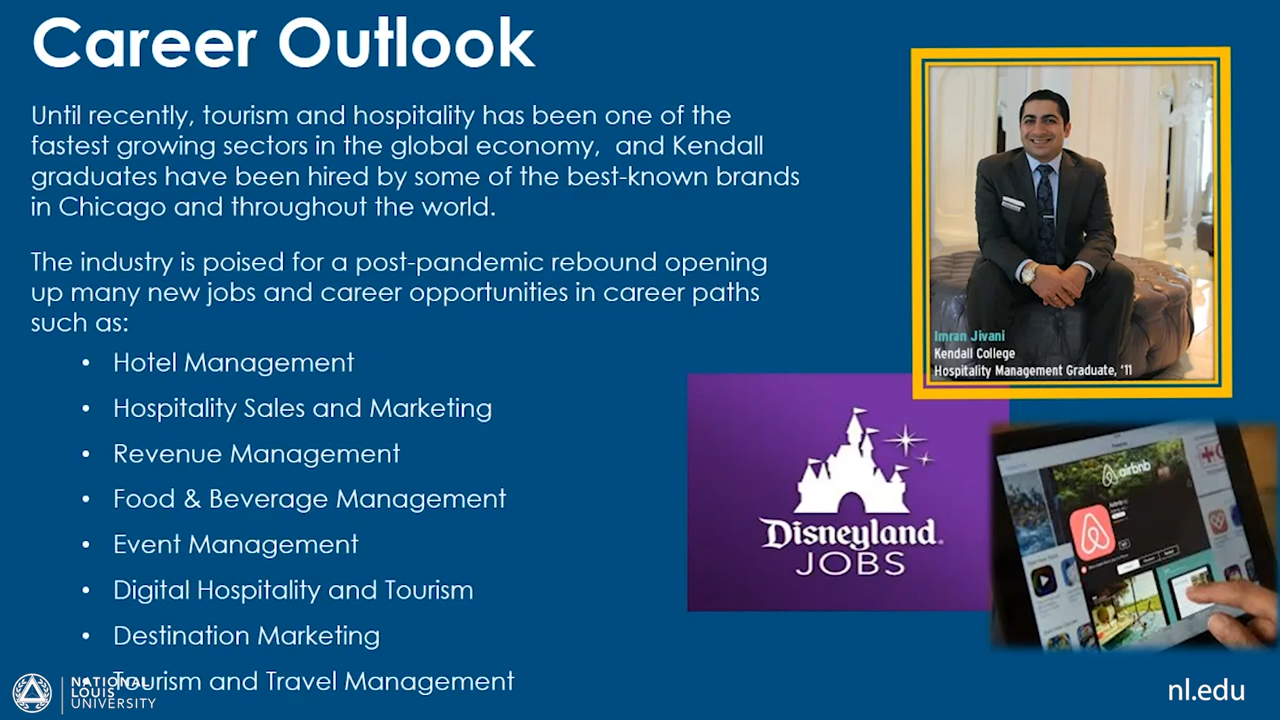 Career Outlook
Until recently, tourism and hospitality has been one of the
fastest growing sectors in the global economy, and Kendall
graduates have been hired by some of the best-known brands
in Chicago and throughout the world.
The industry is poised for a post-pandemic rebound opening
up many new jobs and career opportunities in career paths
such as:
• Hotel Management
• Hospitality Sales and Marketing
• Revenue Management
• Food & Beverage Management
• Event Management
• Digital Hospitality and Tourism
• Destination Marketing
• Tourism and Travel Management
Imran Jivani
Kendall College
Hospitality Management Graduate, '11
Disneyland
JOBS
airbnb
NATIONAL
LOUIS
UNIVERSITY
nl.edu